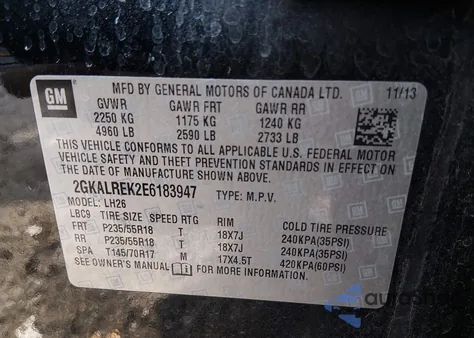 GM
MFD BY GENERAL MOTORS OF CANADA LTD. 11/13
GVWR GAWR FRT GAWR RR
2250 KG 1175 KG 1240 KG
4960 LB 2590 LB 2733 LB
THIS VEHICLE CONFORMS TO ALL APPLICABLE U.S. FEDERAL MOTOR
VEHICLE SAFETY AND THEFT PREVENTION STANDARDS IN EFFECT ON
THE DATE OF MANUFACTURE SHOWN ABOVE.
2GKALREK2E6183947 TYPE: M.P.V.
MODEL: LH26
LBC9 TIRE SIZE SPEED RTG RIM COLD TIRE PRESSURE
FRT P235/55R18 T 18X7J 240KPA(35PSI)
RR P235/55R18 T 18X7J 240KPA(35PSI)
SPA T145/70R17 M 17X4.5T 420KPA(60PSI)
SEE OWNER'S MANUAL FOR ADDITIONAL INFORMATION